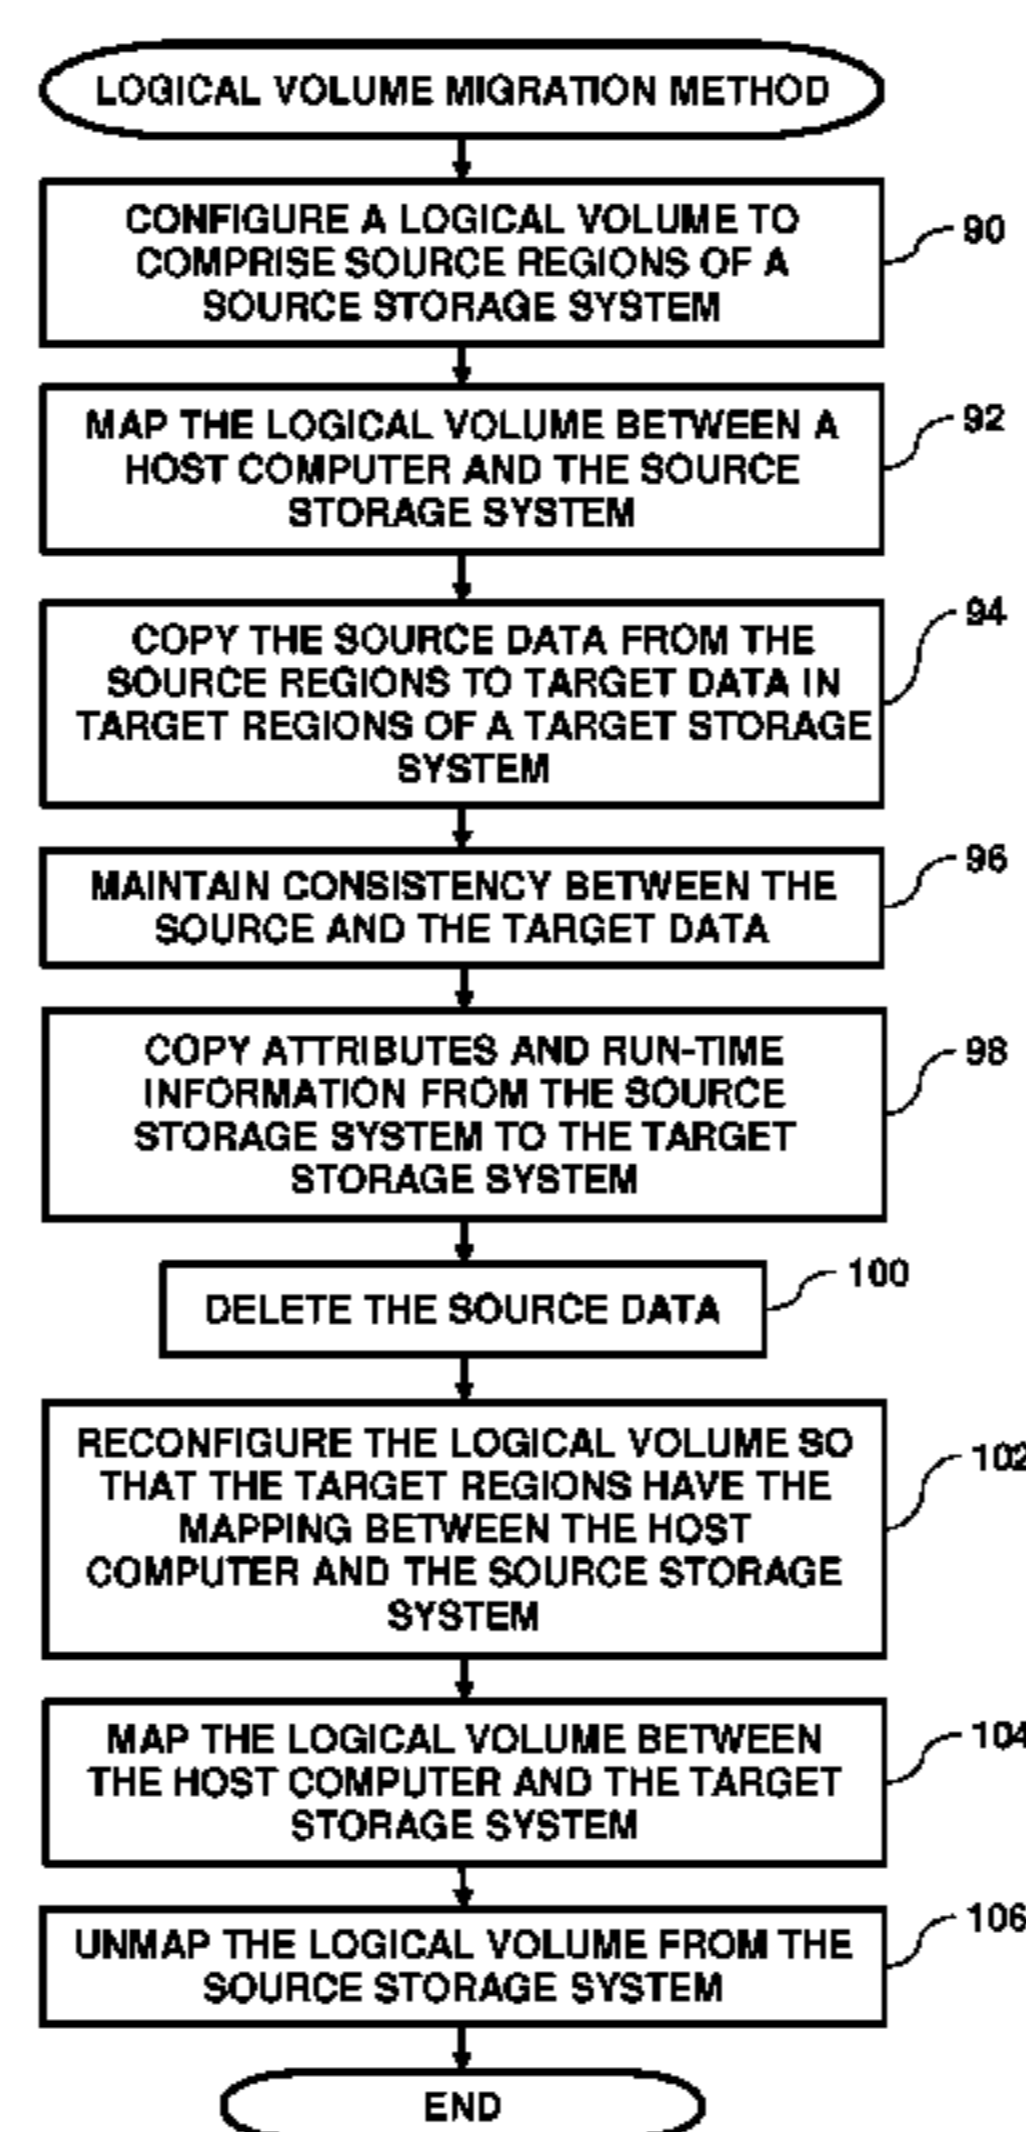 LOGICAL VOLUME MIGRATION METHOD
CONFIGURE A LOGICAL VOLUME TO
COMPRISE SOURCE REGIONS OF A
SOURCE STORAGE SYSTEM
90
MAP THE LOGICAL VOLUME BETWEEN A
HOST COMPUTER AND THE SOURCE
STORAGE SYSTEM
92
COPY THE SOURCE DATA FROM THE
SOURCE REGIONS TO TARGET DATA IN
TARGET REGIONS OF A TARGET STORAGE
SYSTEM
94
MAINTAIN CONSISTENCY BETWEEN THE
SOURCE AND THE TARGET DATA
96
COPY ATTRIBUTES AND RUN-TIME
INFORMATION FROM THE SOURCE
STORAGE SYSTEM TO THE TARGET
STORAGE SYSTEM
98
DELETE THE SOURCE DATA
100
RECONFIGURE THE LOGICAL VOLUME SO
THAT THE TARGET REGIONS HAVE THE
MAPPING BETWEEN THE HOST
COMPUTER AND THE SOURCE STORAGE
SYSTEM
102
MAP THE LOGICAL VOLUME BETWEEN
THE HOST COMPUTER AND THE TARGET
STORAGE SYSTEM
104
UNMAP THE LOGICAL VOLUME FROM THE
SOURCE STORAGE SYSTEM
106
END